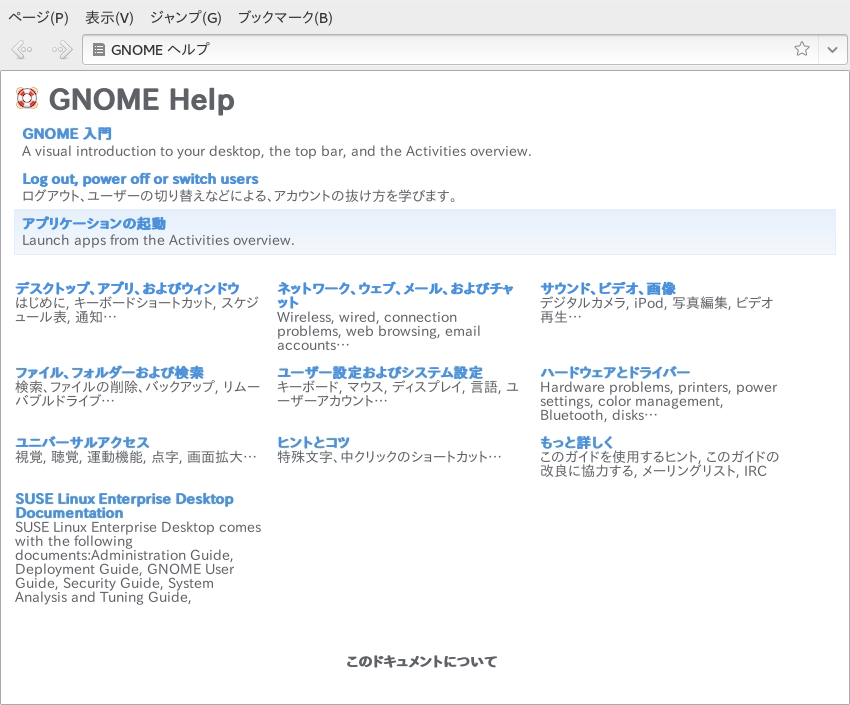 ページ(P) 表示(V) ジャンプ(G) ブックマーク(B)
GNOME ヘルプ
GNOME Help
GNOME 入門
A visual introduction to your desktop, the top bar, and the Activities overview.
Log out, power off or switch users
ログアウト、ユーザーの切り替えなどによる、アカウントの抜け方を学びます。
アプリケーションの起動
Launch apps from the Activities overview.
デスクトップ、アプリ、およびウィンドウ
はじめに, キーボードショートカット, スケジ
ュール表, 通知…
ネットワーク、ウェブ、メール、およびチャ
ット
Wireless, wired, connection
problems, web browsing, email
accounts…
サウンド、ビデオ、画像
デジタルカメラ, iPod, 写真編集, ビデオ
再生…
ファイル、フォルダーおよび検索
検索、ファイルの削除、バックアップ, リムー
バブルドライブ…
ユーザー設定およびシステム設定
キーボード, マウス, ディスプレイ, 言語, ユ
ーザーアカウント…
ハードウェアとドライバー
Hardware problems, printers, power
settings, color management,
Bluetooth, disks…
ユニバーサルアクセス
視覚, 聴覚, 運動機能, 点字, 画面拡大…
ヒントとコツ
特殊文字、中クリックのショートカット…
もっと詳しく
このガイドを使用するヒント, このガイドの
改良に協力する, メーリングリスト, IRC
SUSE Linux Enterprise Desktop
Documentation
SUSE Linux Enterprise Desktop comes
with the following
documents:Administration Guide,
Deployment Guide, GNOME User
Guide, Security Guide, System
Analysis and Tuning Guide,
このドキュメントについて